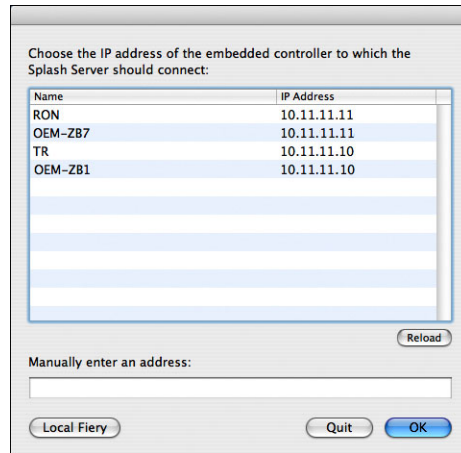 Choose the IP address of the embedded controller to which the
Splash Server should connect:
Name IP Address
RON 10.11.11.11
OEM-ZB7 10.11.11.11
TR 10.11.11.10
OEM-ZB1 10.11.11.10
Reload
Manually enter an address:
Local Fiery Quit OK